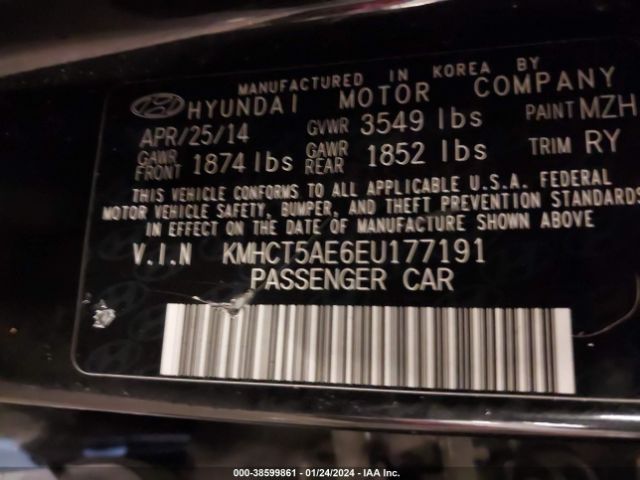 MANUFACTURED IN KOREA BY
HYUNDAI MOTOR COMPANY
APR/25/14 GVWR 3549 lbs PAINT MZH
GAWR FRONT 1874 lbs GAWR REAR 1852 lbs TRIM RY
THIS VEHICLE CONFORMS TO ALL APPLICABLE U.S.A. FEDERAL
MOTOR VEHICLE SAFETY, BUMPER, AND THEFT PREVENTION STANDARDS
IN EFFECT ON THE DATE OF MANUFACTURE SHOWN ABOVE
V.I.N KMHCT5AE6EU177191
PASSENGER CAR
000-38599861 - 01/24/2024 - IAA Inc.